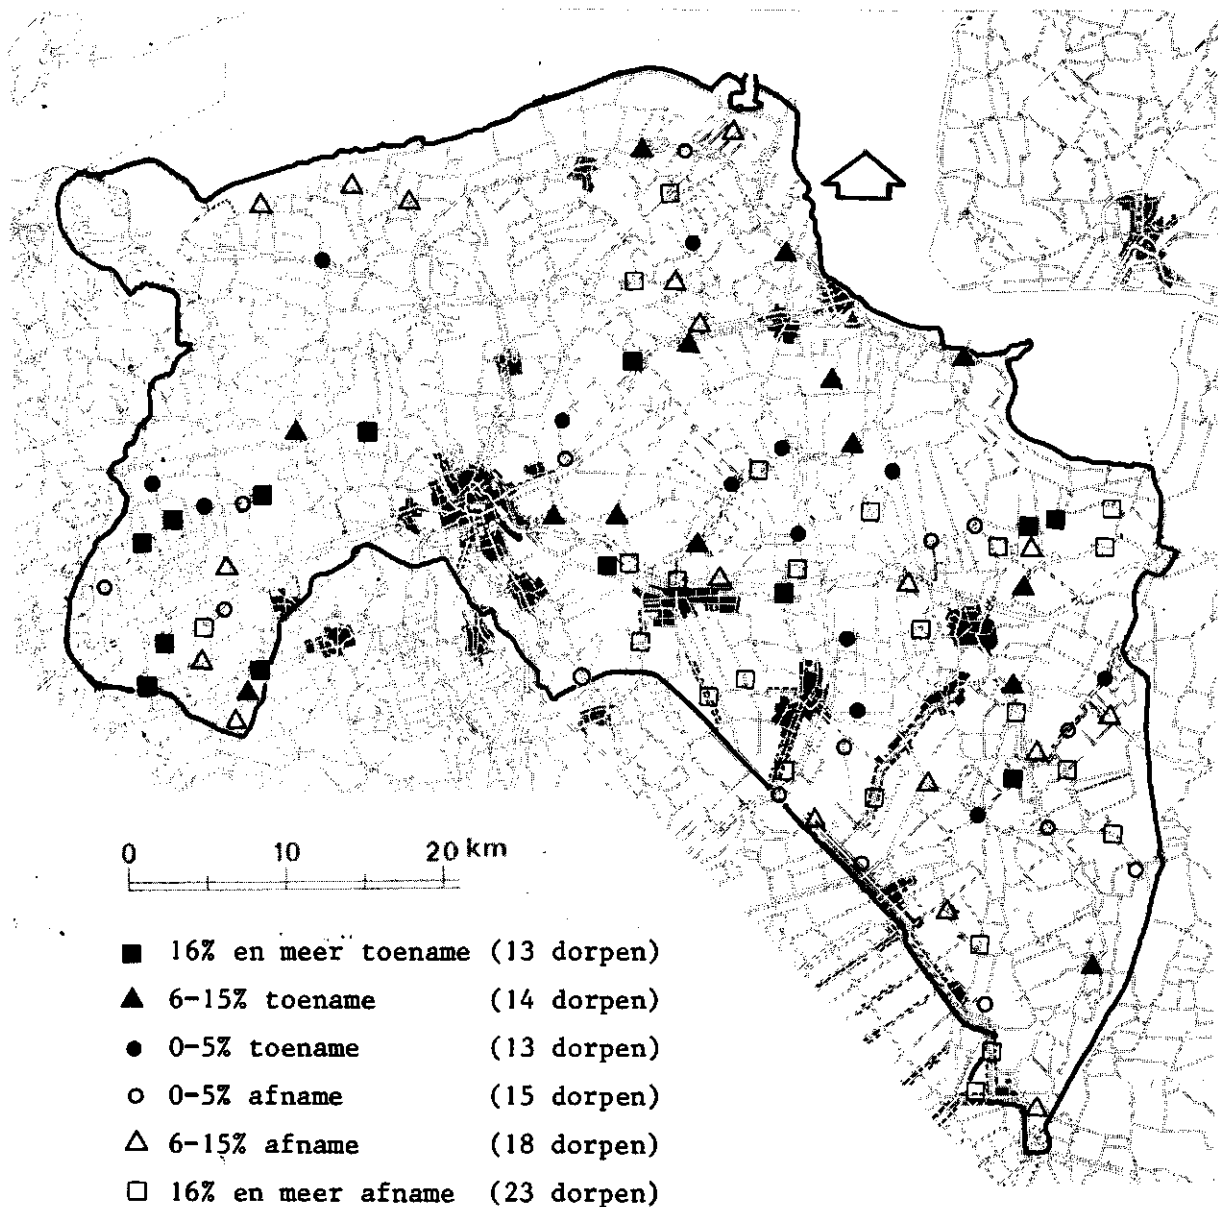 0 10 20 km
16% en meer toename (13 dorpen)
6-15% toename (14 dorpen)
0-5% toename (13 dorpen)
0-5% afname (15 dorpen)
6-15% afname (18 dorpen)
16% en meer afname (23 dorpen)